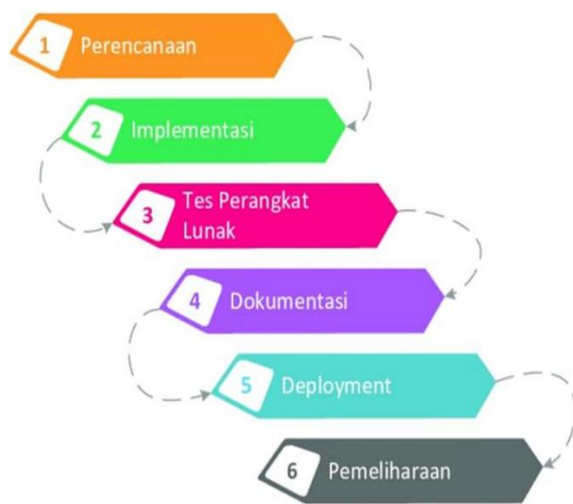 1 Perencanaan
2 Implementasi
3 Tes Perangkat
Lunak
4 Dokumentasi
5 Deployment
6 Pemeliharaan